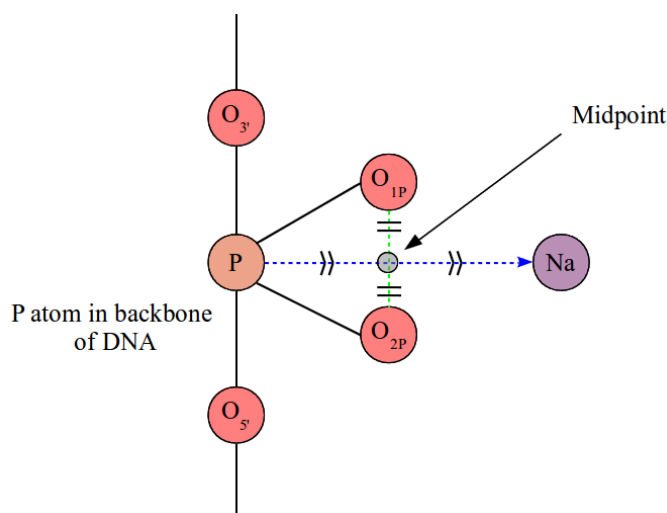 Midpoint
O3'
O1P
P
Na
P atom in backbone
of DNA
O2P
O5'